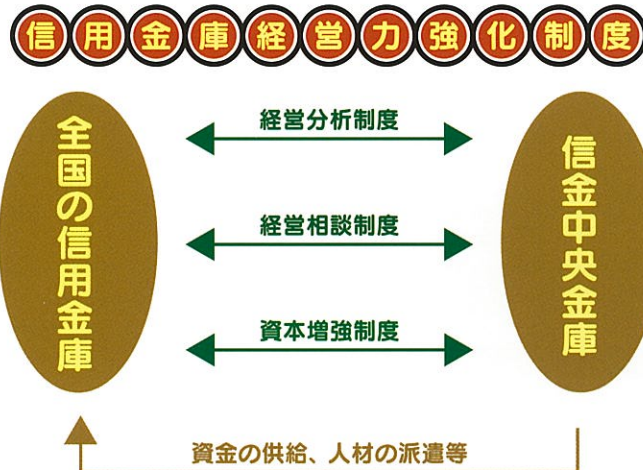 信用金庫経営力強化制度
全国の信用金庫
経営分析制度
経営相談制度
資本増強制度
信金中央金庫
資金の供給、人材の派遣等